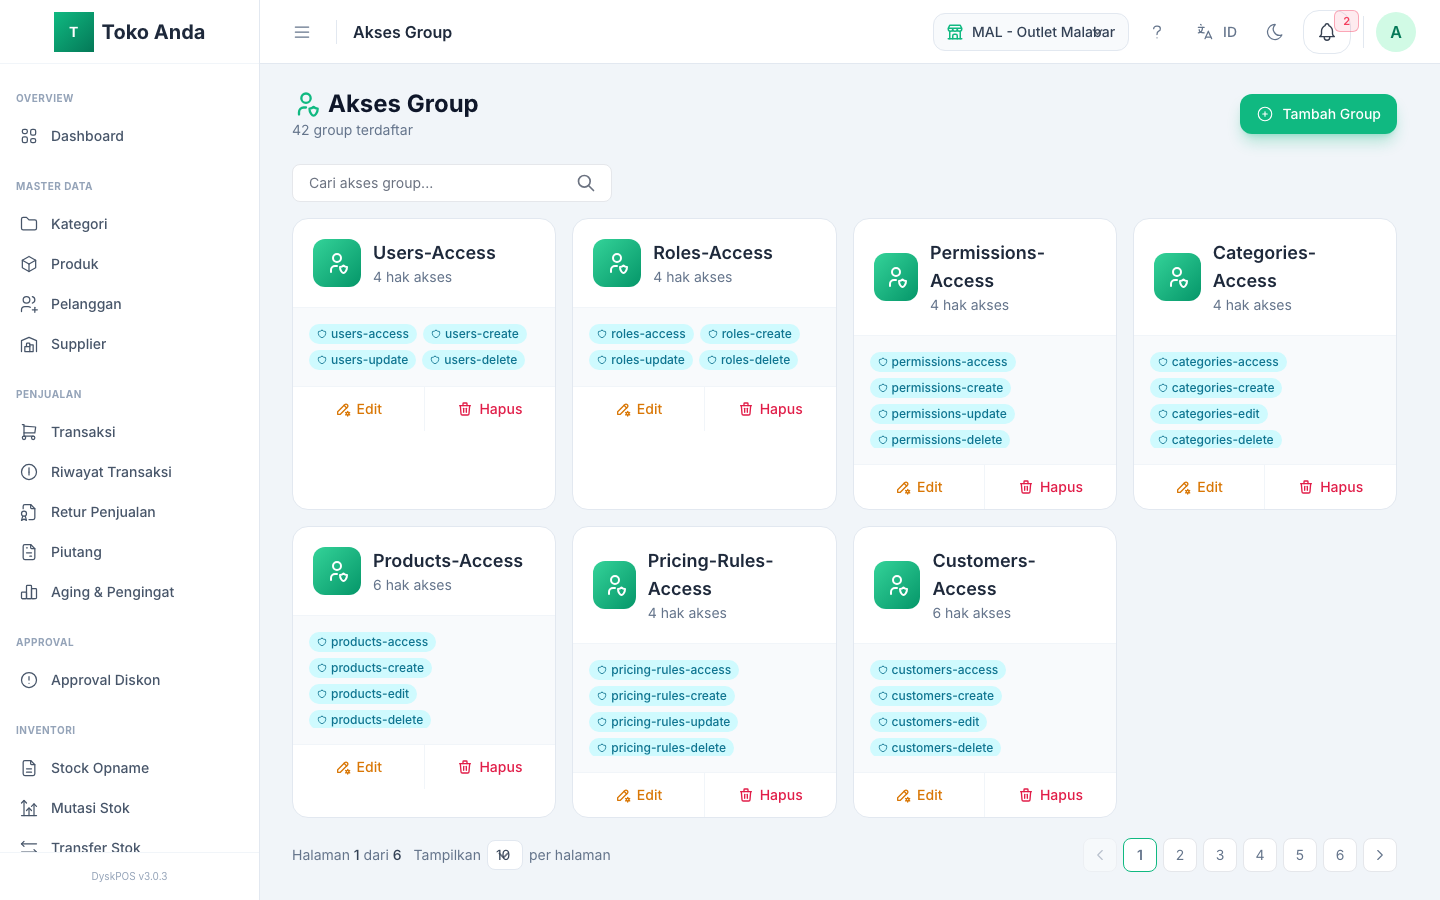 T Toko Anda
Akses Group
MAL - Outlet Malabar
ID
2
A
OVERVIEW
Dashboard
MASTER DATA
Kategori
Produk
Pelanggan
Supplier
PENJUALAN
Transaksi
Riwayat Transaksi
Retur Penjualan
Piutang
Aging & Pengingat
APPROVAL
Approval Diskon
INVENTORI
Stock Opname
Mutasi Stok
Transfer Stok
DyskPOS v3.0.3
Akses Group
42 group terdaftar
Tambah Group
Cari akses group...
Users-Access
4 hak akses
users-access users-create
users-update users-delete
Edit Hapus
Roles-Access
4 hak akses
roles-access roles-create
roles-update roles-delete
Edit Hapus
Permissions-
Access
4 hak akses
permissions-access
permissions-create
permissions-update
permissions-delete
Edit Hapus
Categories-
Access
4 hak akses
categories-access
categories-create
categories-edit
categories-delete
Edit Hapus
Products-Access
6 hak akses
products-access
products-create
products-edit
products-delete
Edit Hapus
Pricing-Rules-
Access
4 hak akses
pricing-rules-access
pricing-rules-create
pricing-rules-update
pricing-rules-delete
Edit Hapus
Customers-
Access
6 hak akses
customers-access
customers-create
customers-edit
customers-delete
Edit Hapus
Halaman 1 dari 6 Tampilkan 10 per halaman
1 2 3 4 5 6